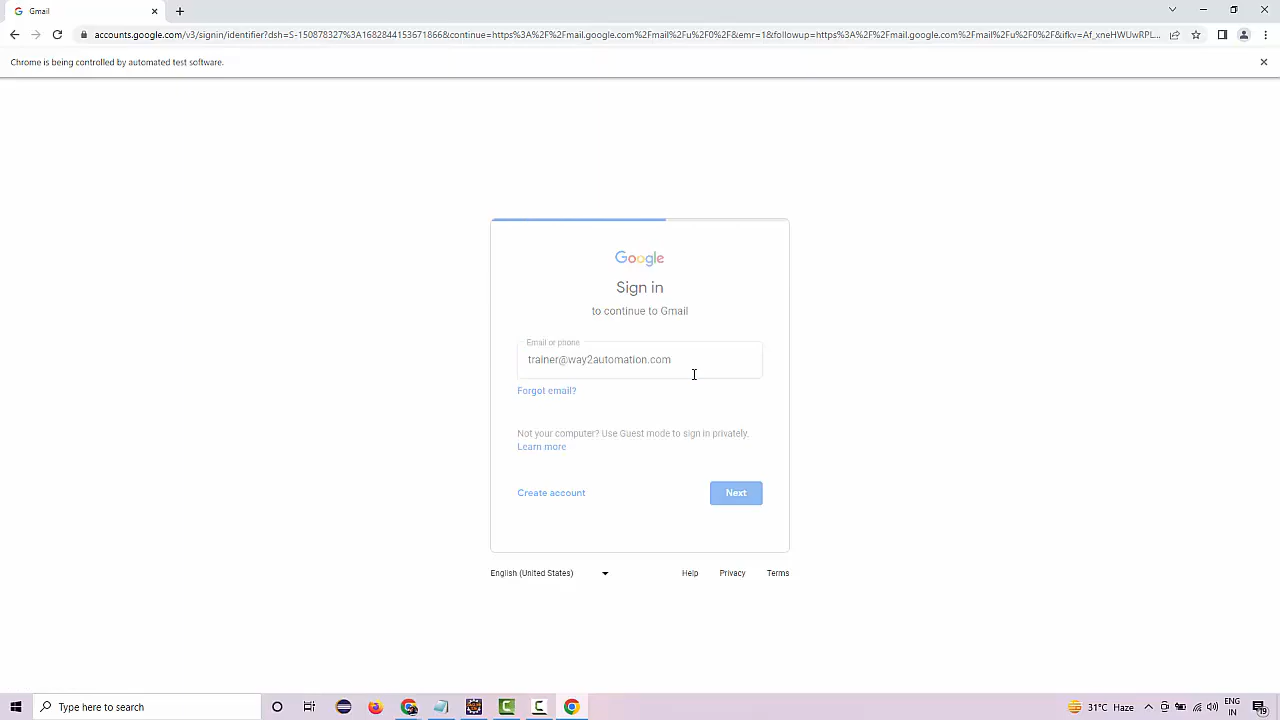 Gmail
accounts.google.com/v3/signin/identifier?dsh=S-150878327%3A1682844153671866&continue=https%3A%2F%2Fmail.google.com%2Fmail%2Fu%2F0%2F&emr=1&followup=https%3A%2F%2Fmail.google.com%2Fmail%2Fu%2F0%2F&ifkv=Af_xneHWUwRPL...
Chrome is being controlled by automated test software.
Google
Sign in
to continue to Gmail
Email or phone
trainer@way2automation.com
Forgot email?
Not your computer? Use Guest mode to sign in privately.
Learn more
Create account
Next
English (United States)
Help
Privacy
Terms
Type here to search
31°C Haze
ENG
IN